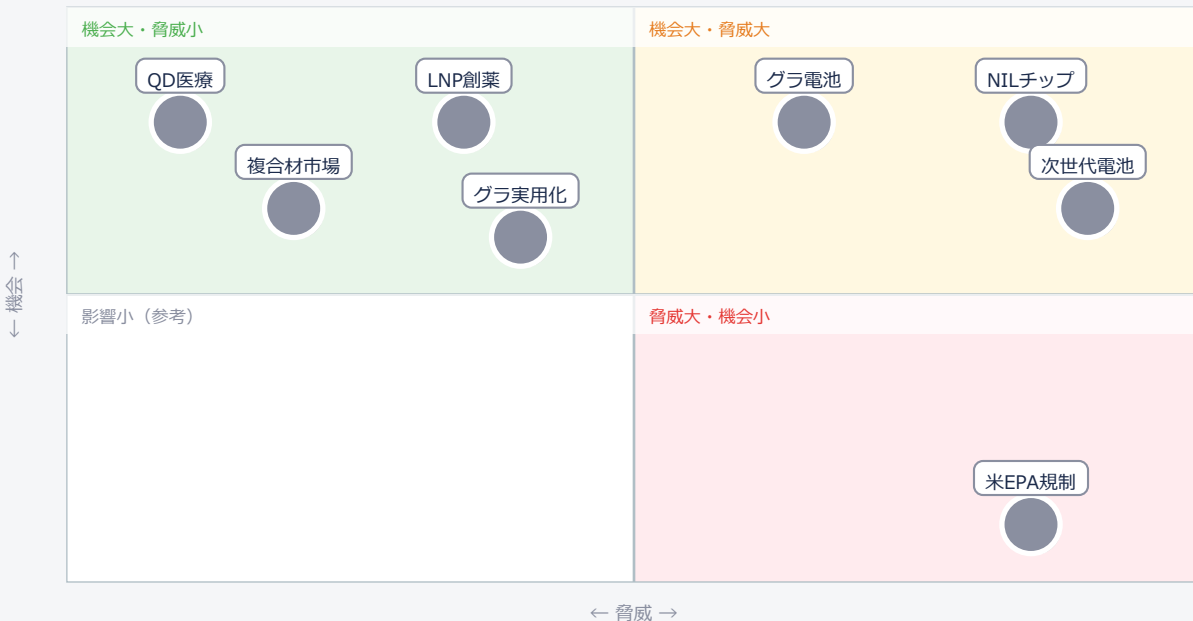 機会大・脅威小
機会大・脅威大
QD医療
LNP創薬
グラ電池
NILチップ
複合材市場
次世代電池
グラ実用化
← 機会 →
影響小（参考）
脅威大・機会小
米EPA規制
← 脅威 →